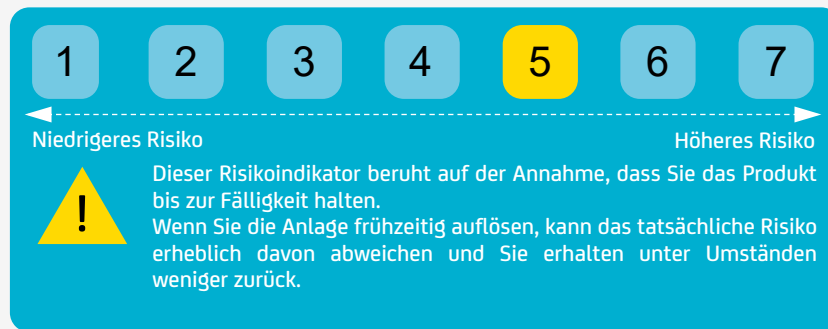 1 2 3 4 5 6 7
Niedrigeres Risiko Höheres Risiko
! Dieser Risikoindikator beruht auf der Annahme, dass Sie das Produkt
bis zur Fälligkeit halten.
Wenn Sie die Anlage frühzeitig auflösen, kann das tatsächliche Risiko
erheblich davon abweichen und Sie erhalten unter Umständen
weniger zurück.